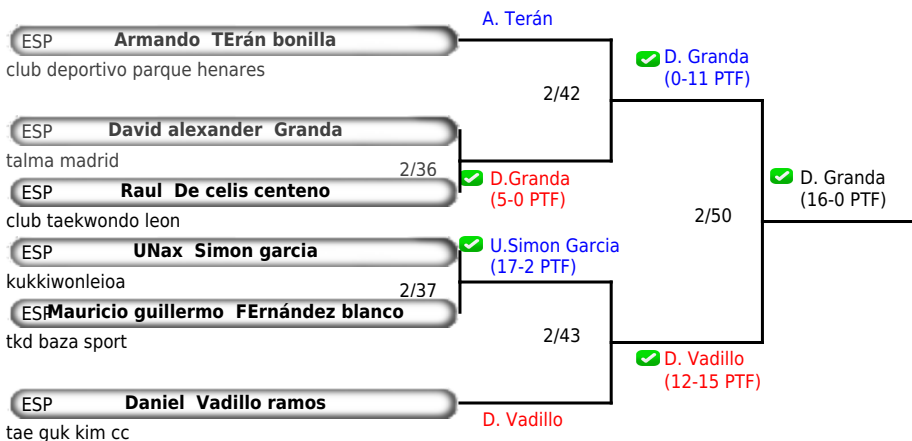 A. Terán
ESP Armando TErán bonilla
club deportivo parque henares
D. Granda
(0-11 PTF)
2/42
ESP David alexander Granda
talma madrid
2/36
D.Granda
(5-0 PTF)
ESP Raul De celis centeno
club taekwondo leon
D. Granda
(16-0 PTF)
2/50
ESP UNax Simon garcia
kukkiwonleioa
U.Simon Garcia
(17-2 PTF)
2/37
ESP Mauricio guillermo FErnández blanco
tkd baza sport
2/43
D. Vadillo
(12-15 PTF)
ESP Daniel Vadillo ramos
tae guk kim cc
D. Vadillo